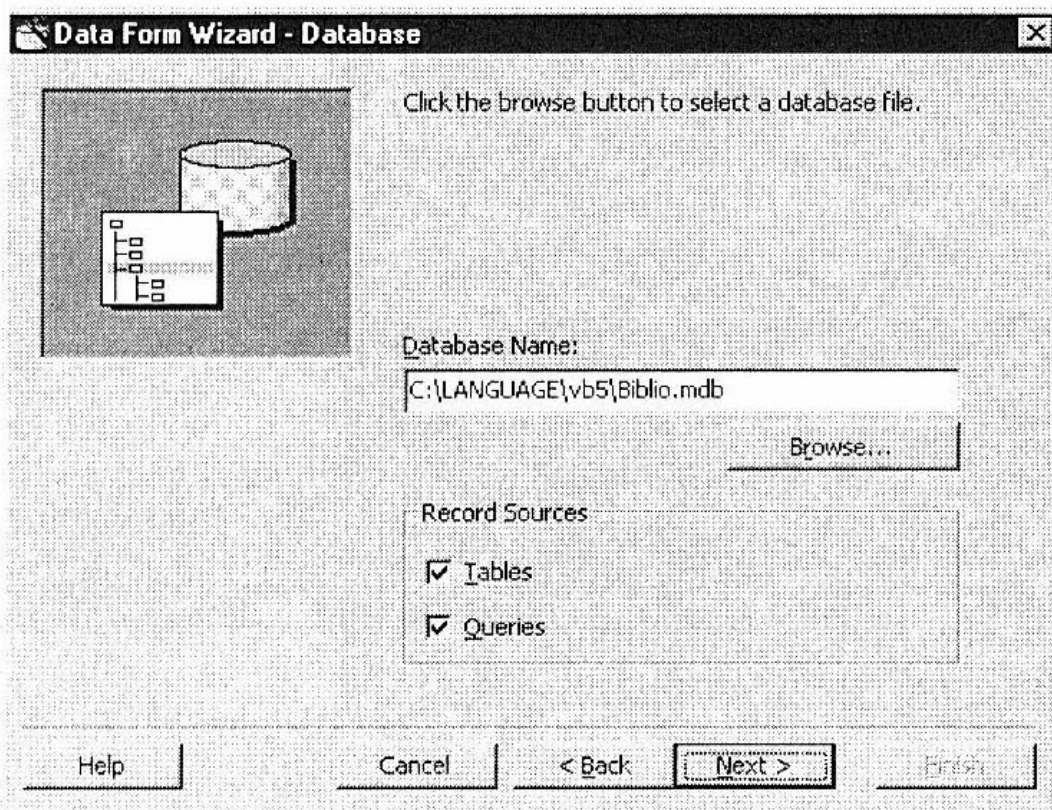 Data Form Wizard - Database
Click the browse button to select a database file.
Database Name:
C:\LANGUAGE\vb5\Biblio.mdb
Browse...
Record Sources
Tables
Queries
Help Cancel < Back Next > Finish